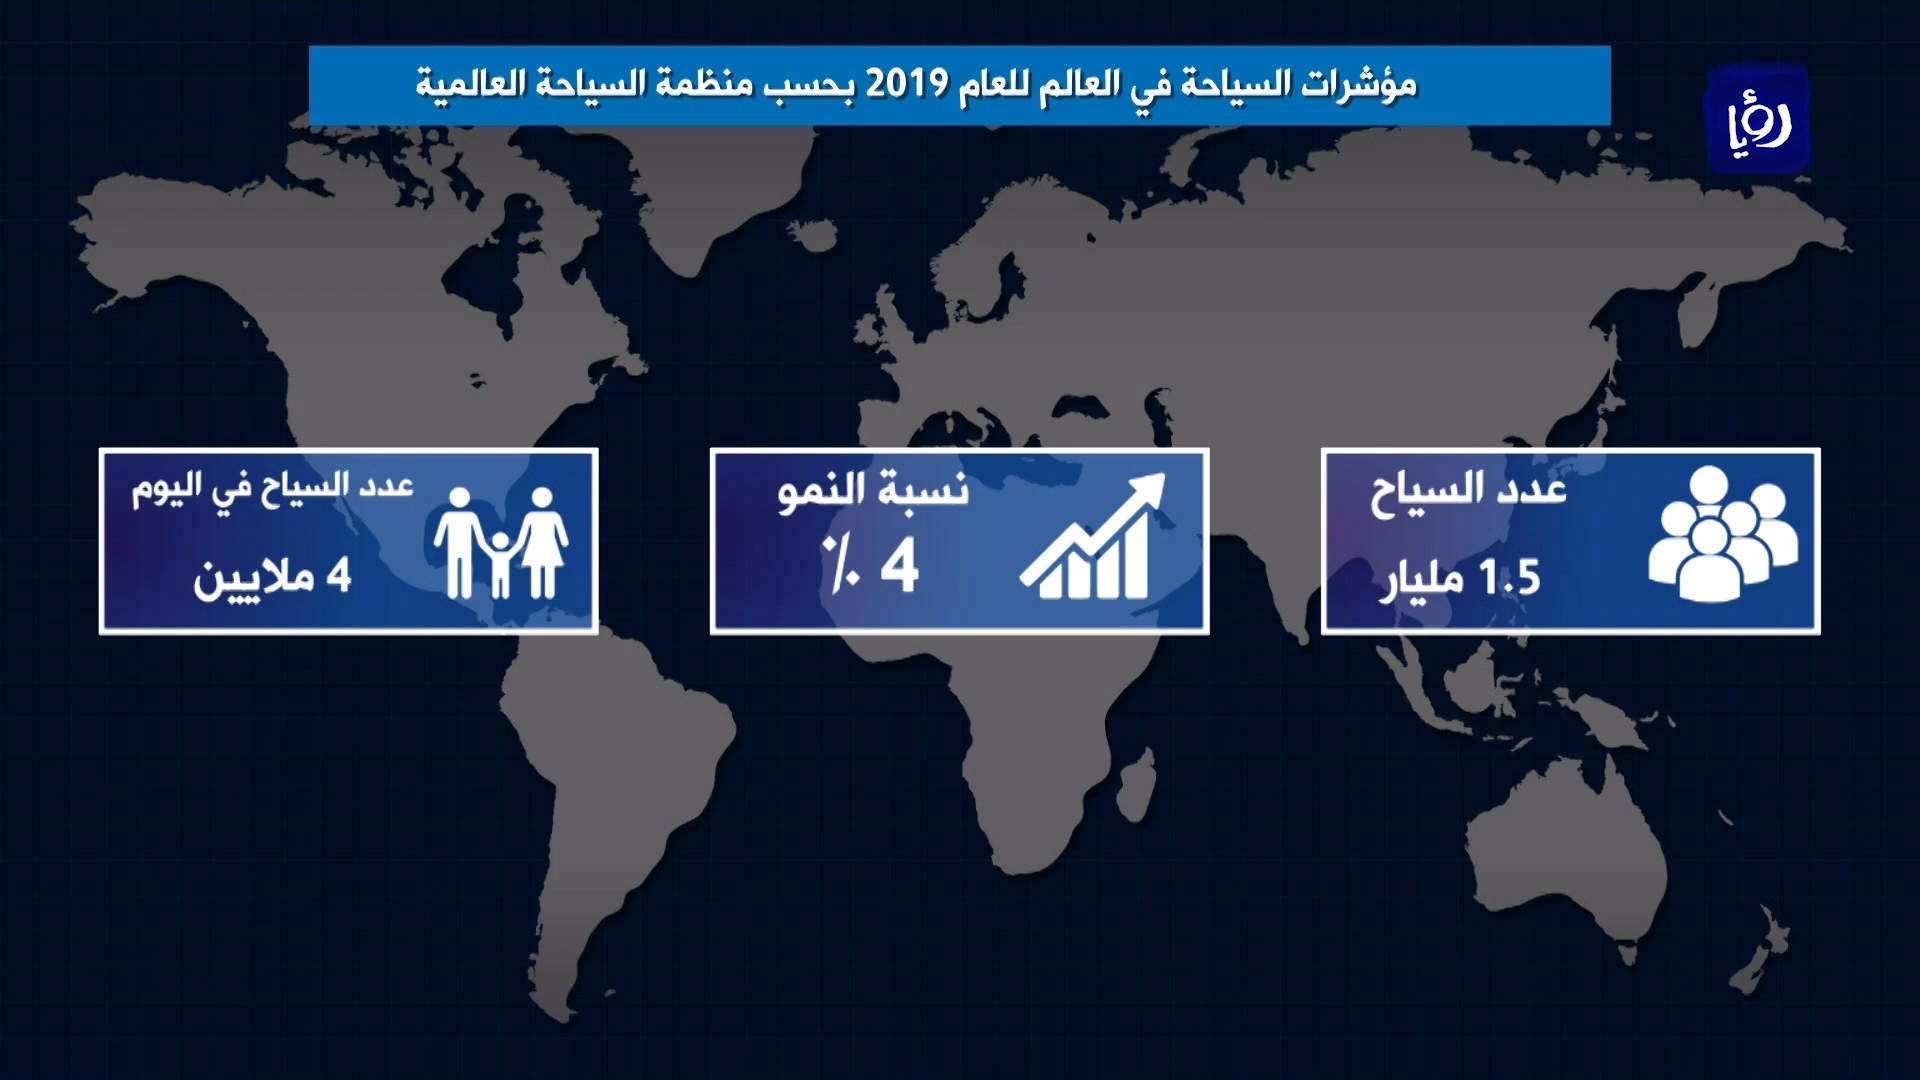 مؤشرات السياحة في العالم للعام 2019 بحسب منظمة السياحة العالمية
رؤيا
عدد السياح
1.5 مليار
نسبة النمو
4 ٪
عدد السياح في اليوم
4 ملايين